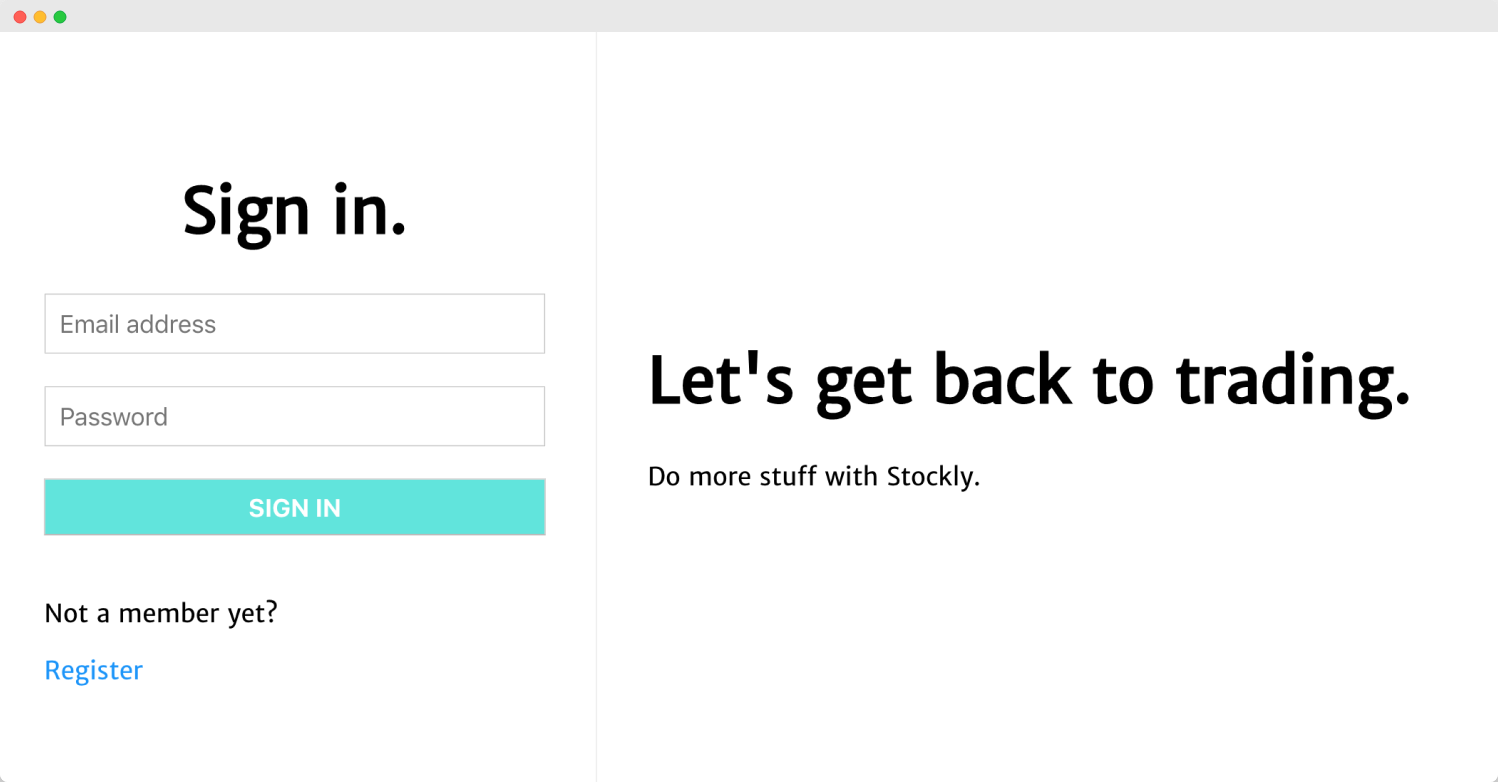 Sign in.
Email address
Password
SIGN IN
Not a member yet?
Register
Let's get back to trading.
Do more stuff with Stockly.